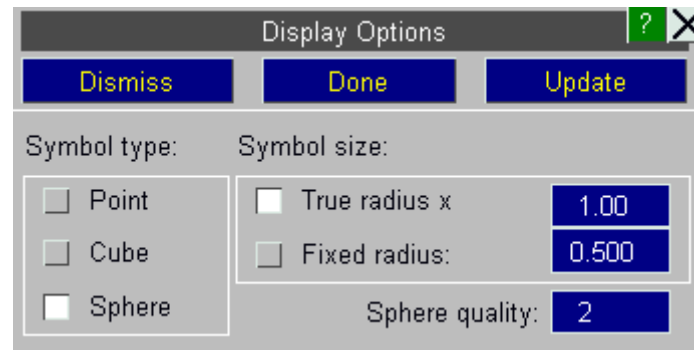 Display Options ? X
Dismiss Done Update
Symbol type: Symbol size:
Point True radius x 1.00
Cube Fixed radius: 0.500
Sphere Sphere quality: 2